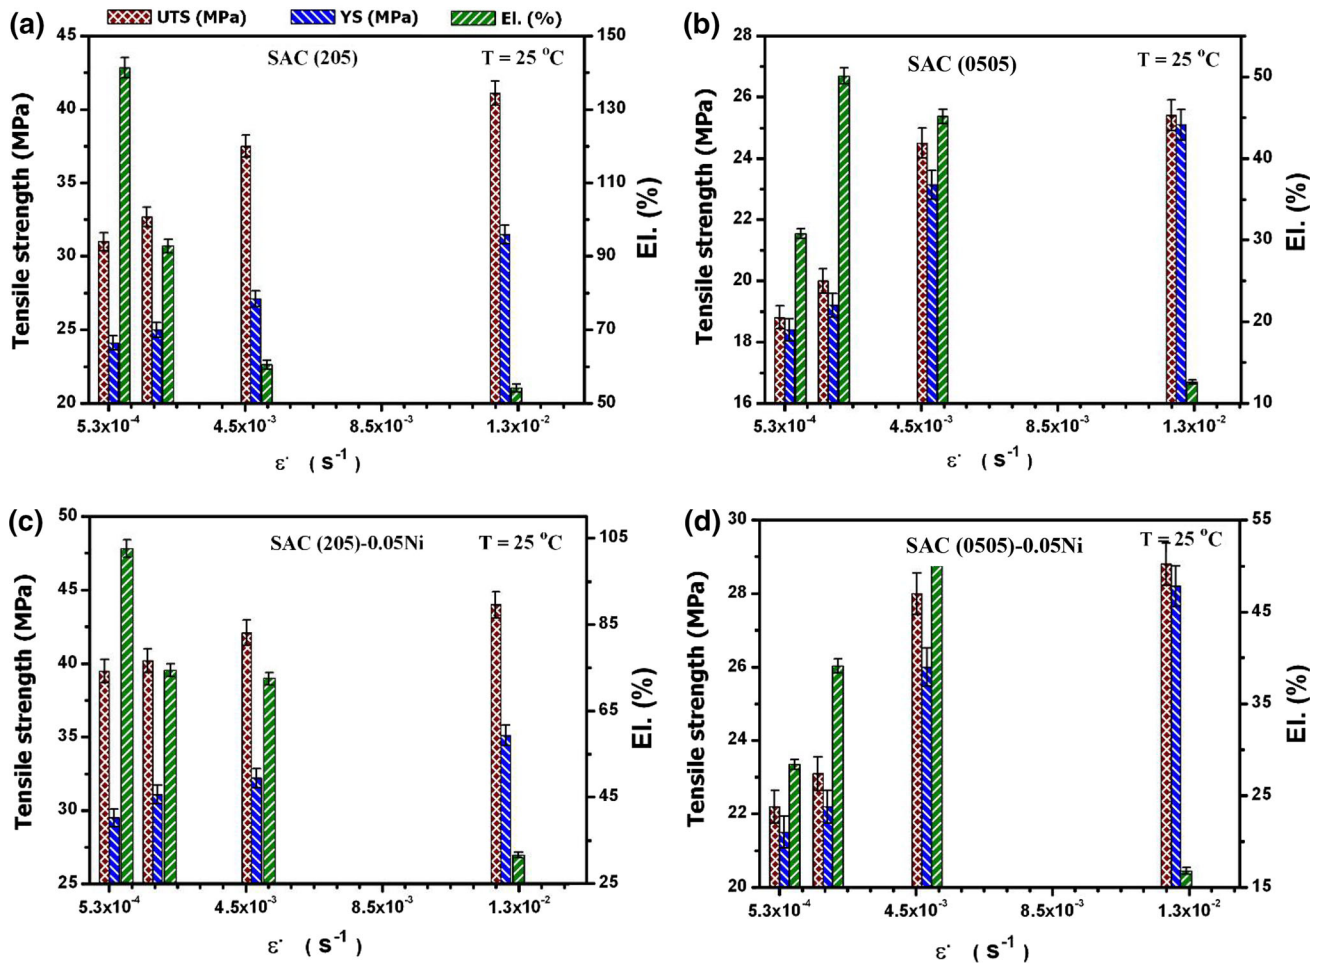 (a) UTS (MPa) YS (MPa) El. (%)
SAC (205) T = 25 °C
Tensile strength (MPa)
45
40
35
30
25
20
150
130
110
90
70
50
El. (%)
5.3x10⁻⁴ 4.5x10⁻³ 8.5x10⁻³ 1.3x10⁻²
ε· (s⁻¹)
(b)
SAC (0505) T = 25 °C
Tensile strength (MPa)
28
26
24
22
20
18
16
50
40
30
20
10
El. (%)
5.3x10⁻⁴ 4.5x10⁻³ 8.5x10⁻³ 1.3x10⁻²
ε· (s⁻¹)
(c)
SAC (205)-0.05Ni T = 25 °C
Tensile strength (MPa)
50
45
40
35
30
25
105
85
65
45
25
El. (%)
5.3x10⁻⁴ 4.5x10⁻³ 8.5x10⁻³ 1.3x10⁻²
ε· (s⁻¹)
(d)
SAC (0505)-0.05Ni T = 25 °C
Tensile strength (MPa)
30
28
26
24
22
20
55
45
35
25
15
El. (%)
5.3x10⁻⁴ 4.5x10⁻³ 8.5x10⁻³ 1.3x10⁻²
ε· (s⁻¹)